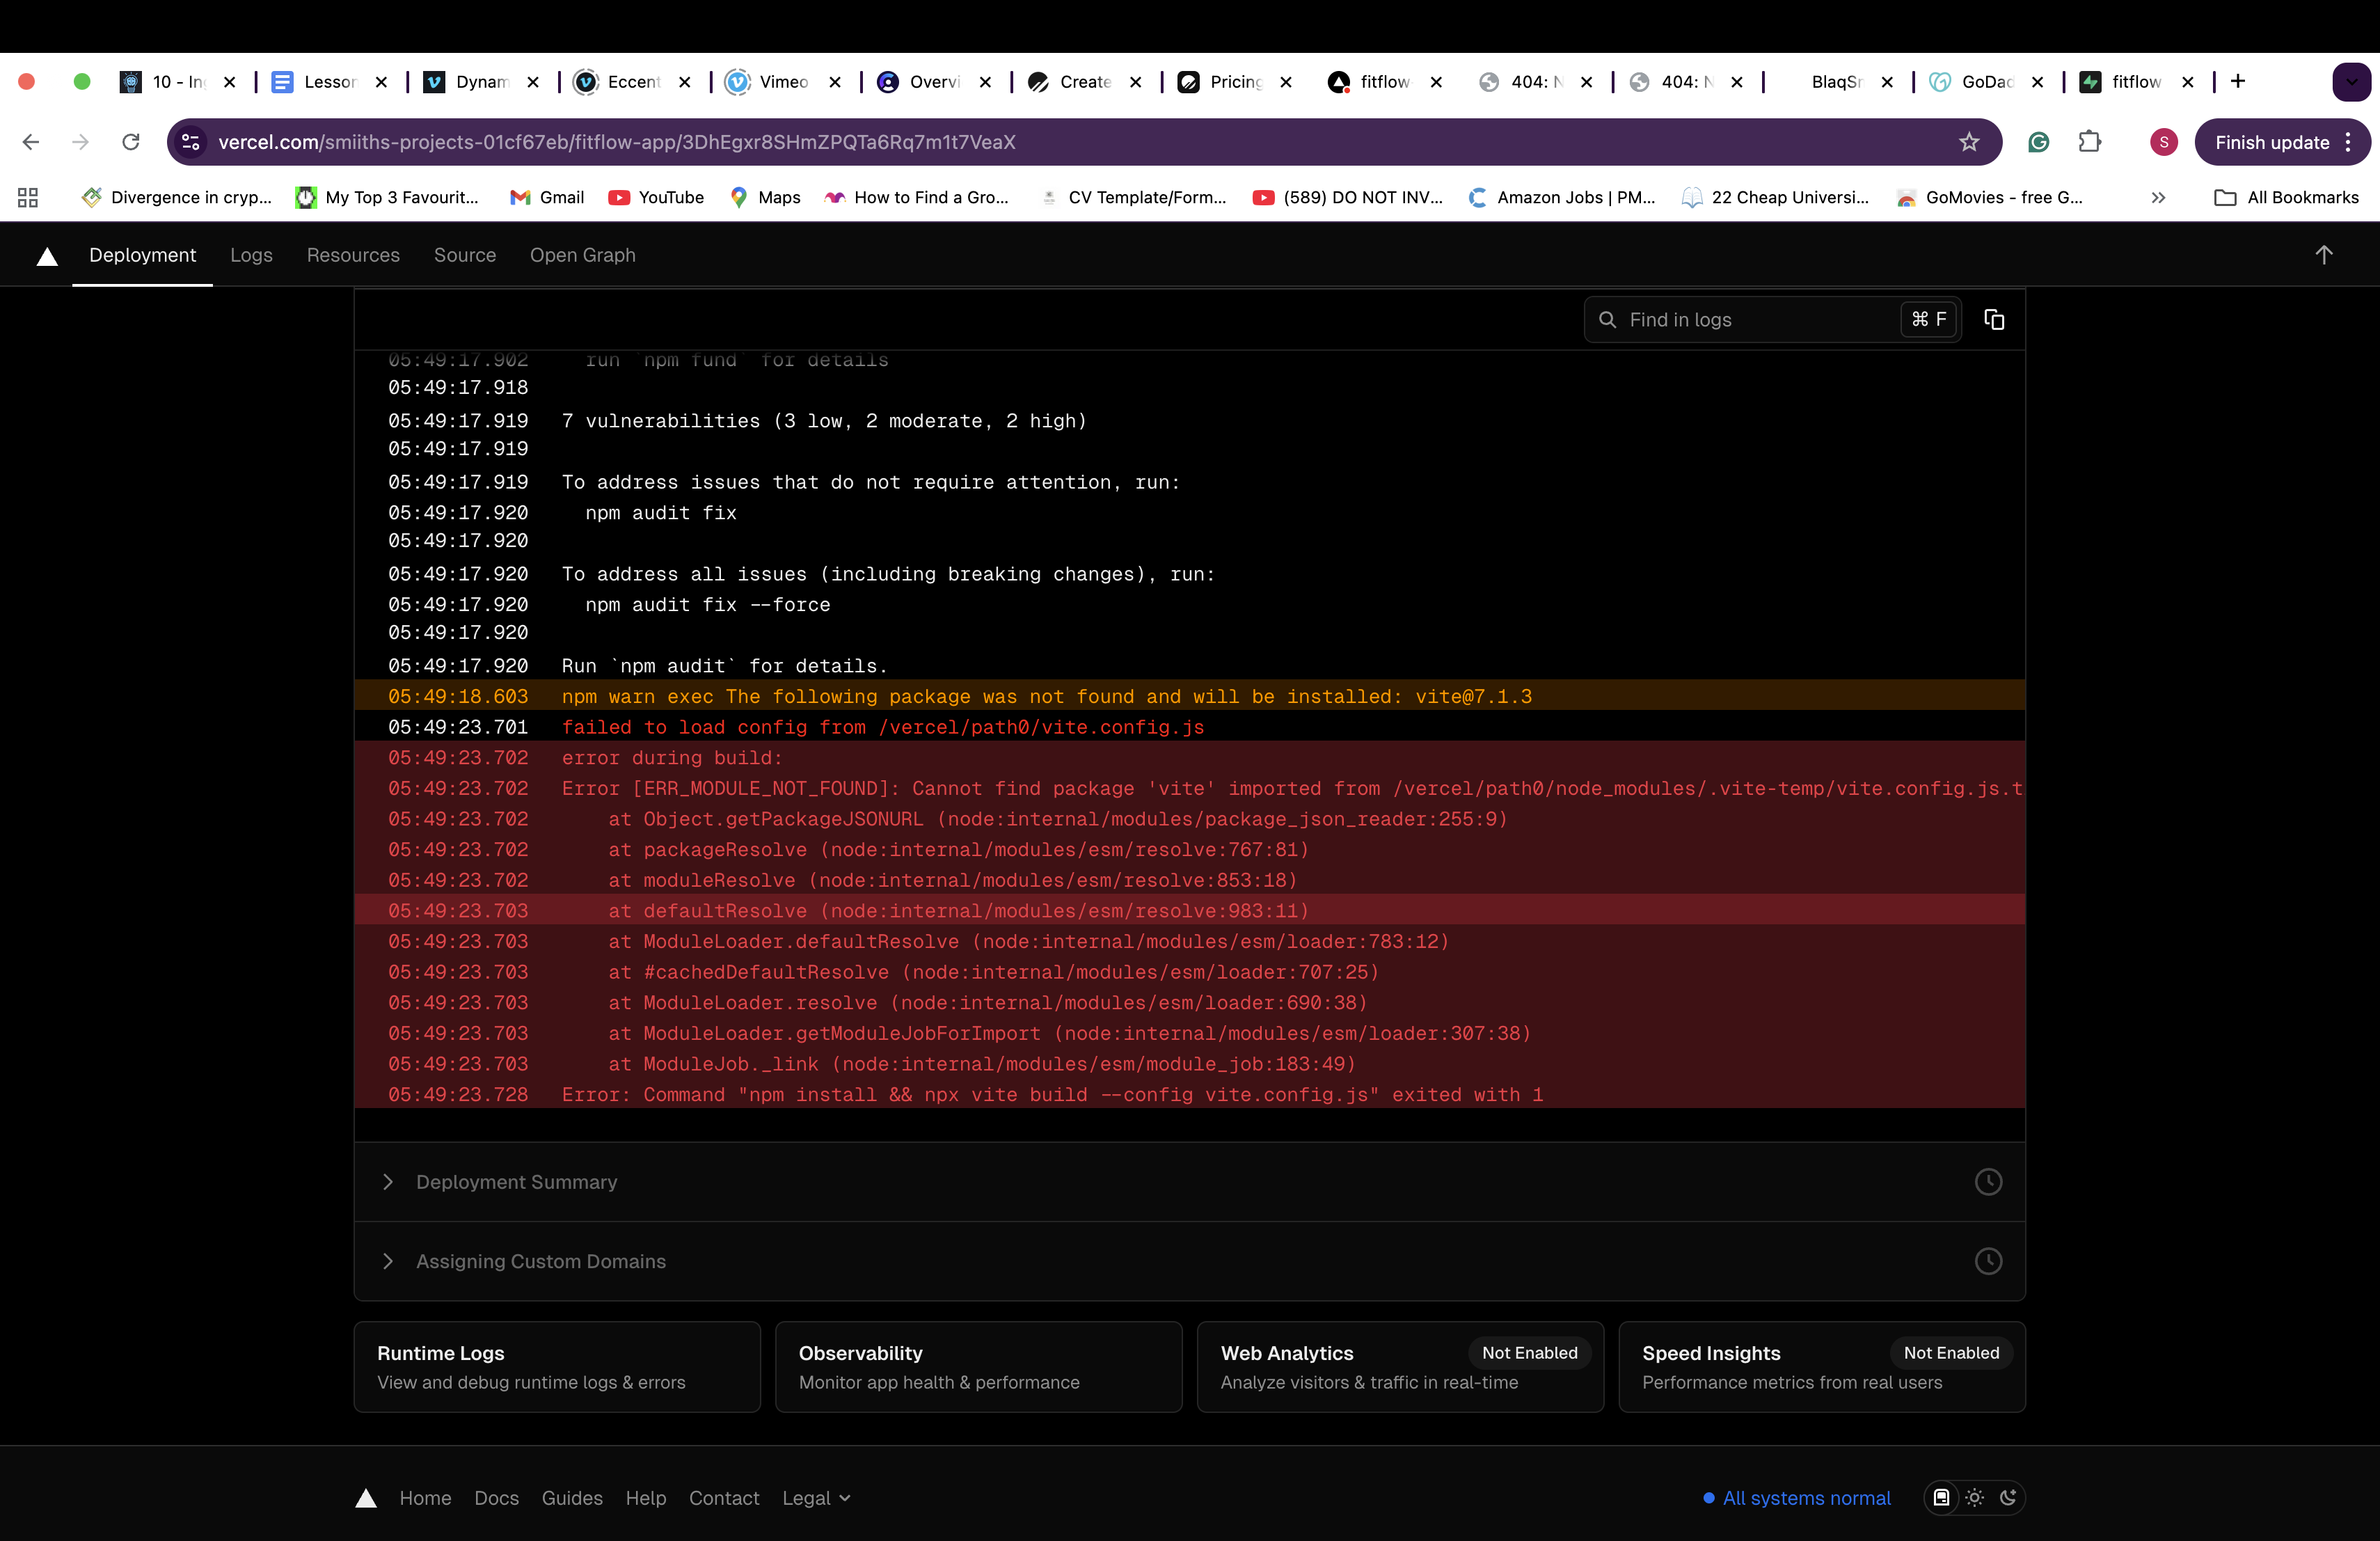 10 - In
Lesson
Dynam
Eccent
Vimeo
Overvi
Create
Pricing
fitflow
404: N
404: N
BlaqSn
GoDad
fitflow
vercel.com/smiiths-projects-01cf67eb/fitflow-app/3DhEgxr8SHmZPQTa6Rq7m1t7VeaX
S
Finish update
Divergence in cryp...
My Top 3 Favourit...
Gmail
YouTube
Maps
How to Find a Gro...
CV Template/Form...
(589) DO NOT INV...
Amazon Jobs | PM...
22 Cheap Universi...
GoMovies - free G...
All Bookmarks
Deployment
Logs
Resources
Source
Open Graph
Find in logs
⌘ F
05:49:17.902 run `npm fund` for details
05:49:17.918
05:49:17.919 7 vulnerabilities (3 low, 2 moderate, 2 high)
05:49:17.919
05:49:17.919 To address issues that do not require attention, run:
05:49:17.920 npm audit fix
05:49:17.920
05:49:17.920 To address all issues (including breaking changes), run:
05:49:17.920 npm audit fix --force
05:49:17.920
05:49:17.920 Run `npm audit` for details.
05:49:18.603 npm warn exec The following package was not found and will be installed: vite@7.1.3
05:49:23.701 failed to load config from /vercel/path0/vite.config.js
05:49:23.702 error during build:
05:49:23.702 Error [ERR_MODULE_NOT_FOUND]: Cannot find package 'vite' imported from /vercel/path0/node_modules/.vite-temp/vite.config.js.t
05:49:23.702 at Object.getPackageJSONURL (node:internal/modules/package_json_reader:255:9)
05:49:23.702 at packageResolve (node:internal/modules/esm/resolve:767:81)
05:49:23.702 at moduleResolve (node:internal/modules/esm/resolve:853:18)
05:49:23.703 at defaultResolve (node:internal/modules/esm/resolve:983:11)
05:49:23.703 at ModuleLoader.defaultResolve (node:internal/modules/esm/loader:783:12)
05:49:23.703 at #cachedDefaultResolve (node:internal/modules/esm/loader:707:25)
05:49:23.703 at ModuleLoader.resolve (node:internal/modules/esm/loader:690:38)
05:49:23.703 at ModuleLoader.getModuleJobForImport (node:internal/modules/esm/loader:307:38)
05:49:23.703 at ModuleJob._link (node:internal/modules/esm/module_job:183:49)
05:49:23.728 Error: Command "npm install && npx vite build --config vite.config.js" exited with 1
Deployment Summary
Assigning Custom Domains
Runtime Logs
View and debug runtime logs & errors
Observability
Monitor app health & performance
Web Analytics
Not Enabled
Analyze visitors & traffic in real-time
Speed Insights
Not Enabled
Performance metrics from real users
Home
Docs
Guides
Help
Contact
Legal
All systems normal